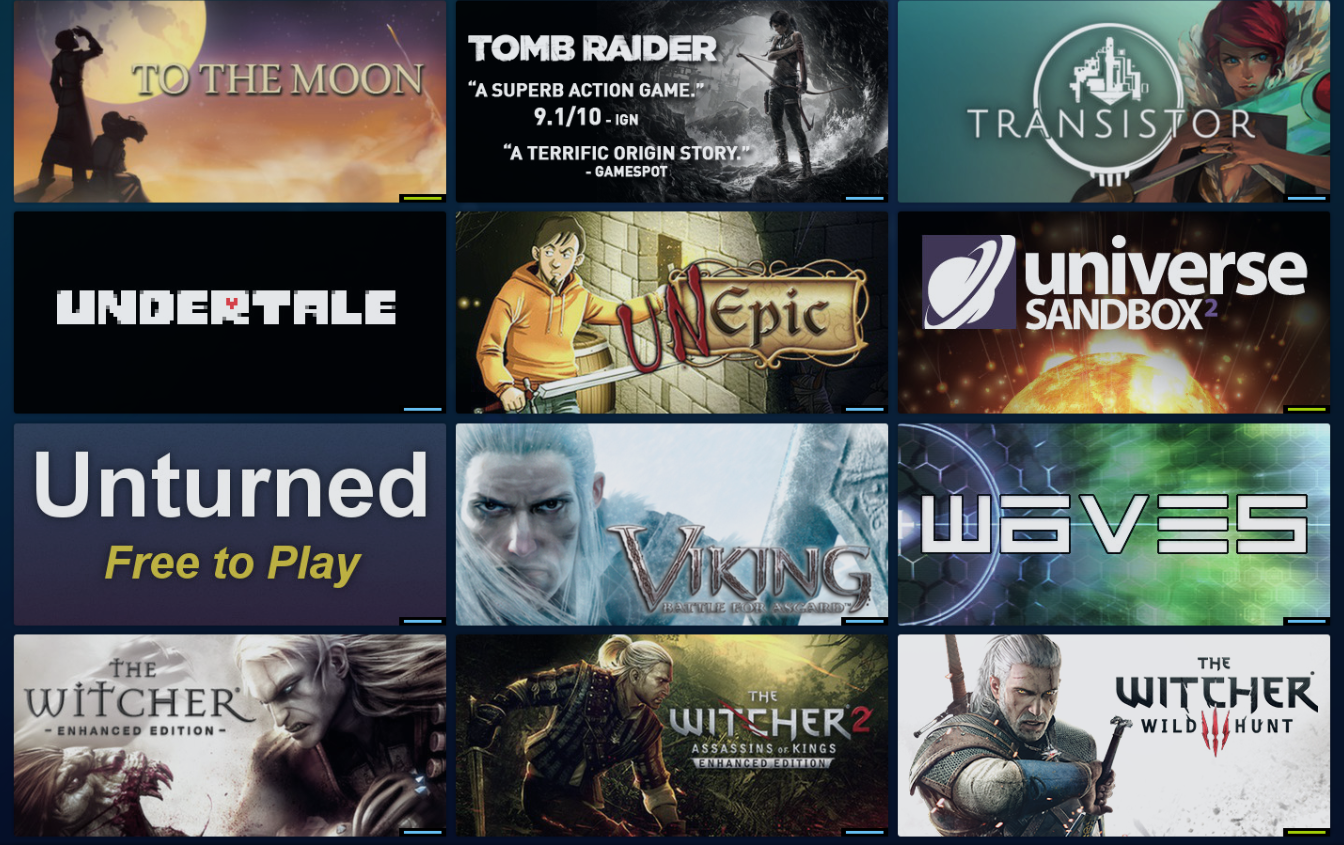 TO THE MOON
TOMB RAIDER
“A SUPERB ACTION GAME.”
9.1/10 - IGN
“A TERRIFIC ORIGIN STORY.”
- GAMESPOT
TRANSISTOR
UNDERTALE
UnEpic
universe
SANDBOX2
Unturned
Free to Play
VIKING
BATTLE FOR ASGARD
WAVES
THE
WITCHER
- ENHANCED EDITION -
THE
WITCHER 2
ASSASSINS OF KINGS
ENHANCED EDITION
THE
WITCHER
WILD HUNT